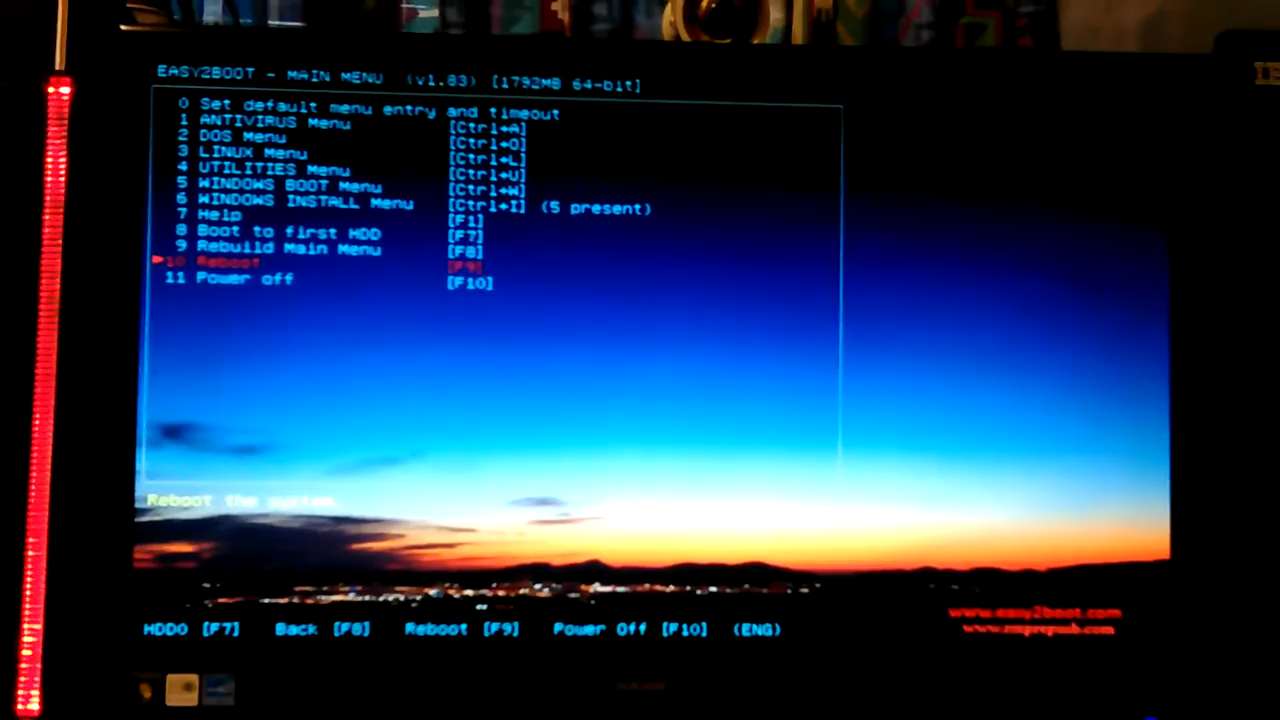 EASY2BOOT - MAIN MENU (v1.83) [1792MB 64-bit]
0 Set default menu entry and timeout
1 ANTIVIRUS Menu [Ctrl+A]
2 DOS Menu [Ctrl+O]
3 LINUX Menu [Ctrl+L]
4 UTILITIES Menu [Ctrl+U]
5 WINDOWS BOOT Menu [Ctrl+W]
6 WINDOWS INSTALL Menu [Ctrl+I] (5 present)
7 Help [F1]
8 Boot to first HDD [F7]
9 Rebuild Main Menu [F8]
10 Reboot [F9]
11 Power off [F10]
Reboot the system
HDD0 [F7] Back [F8] Reboot [F9] Power Off [F10] (ENG)
www.easy2boot.com
www.rmprepusb.com